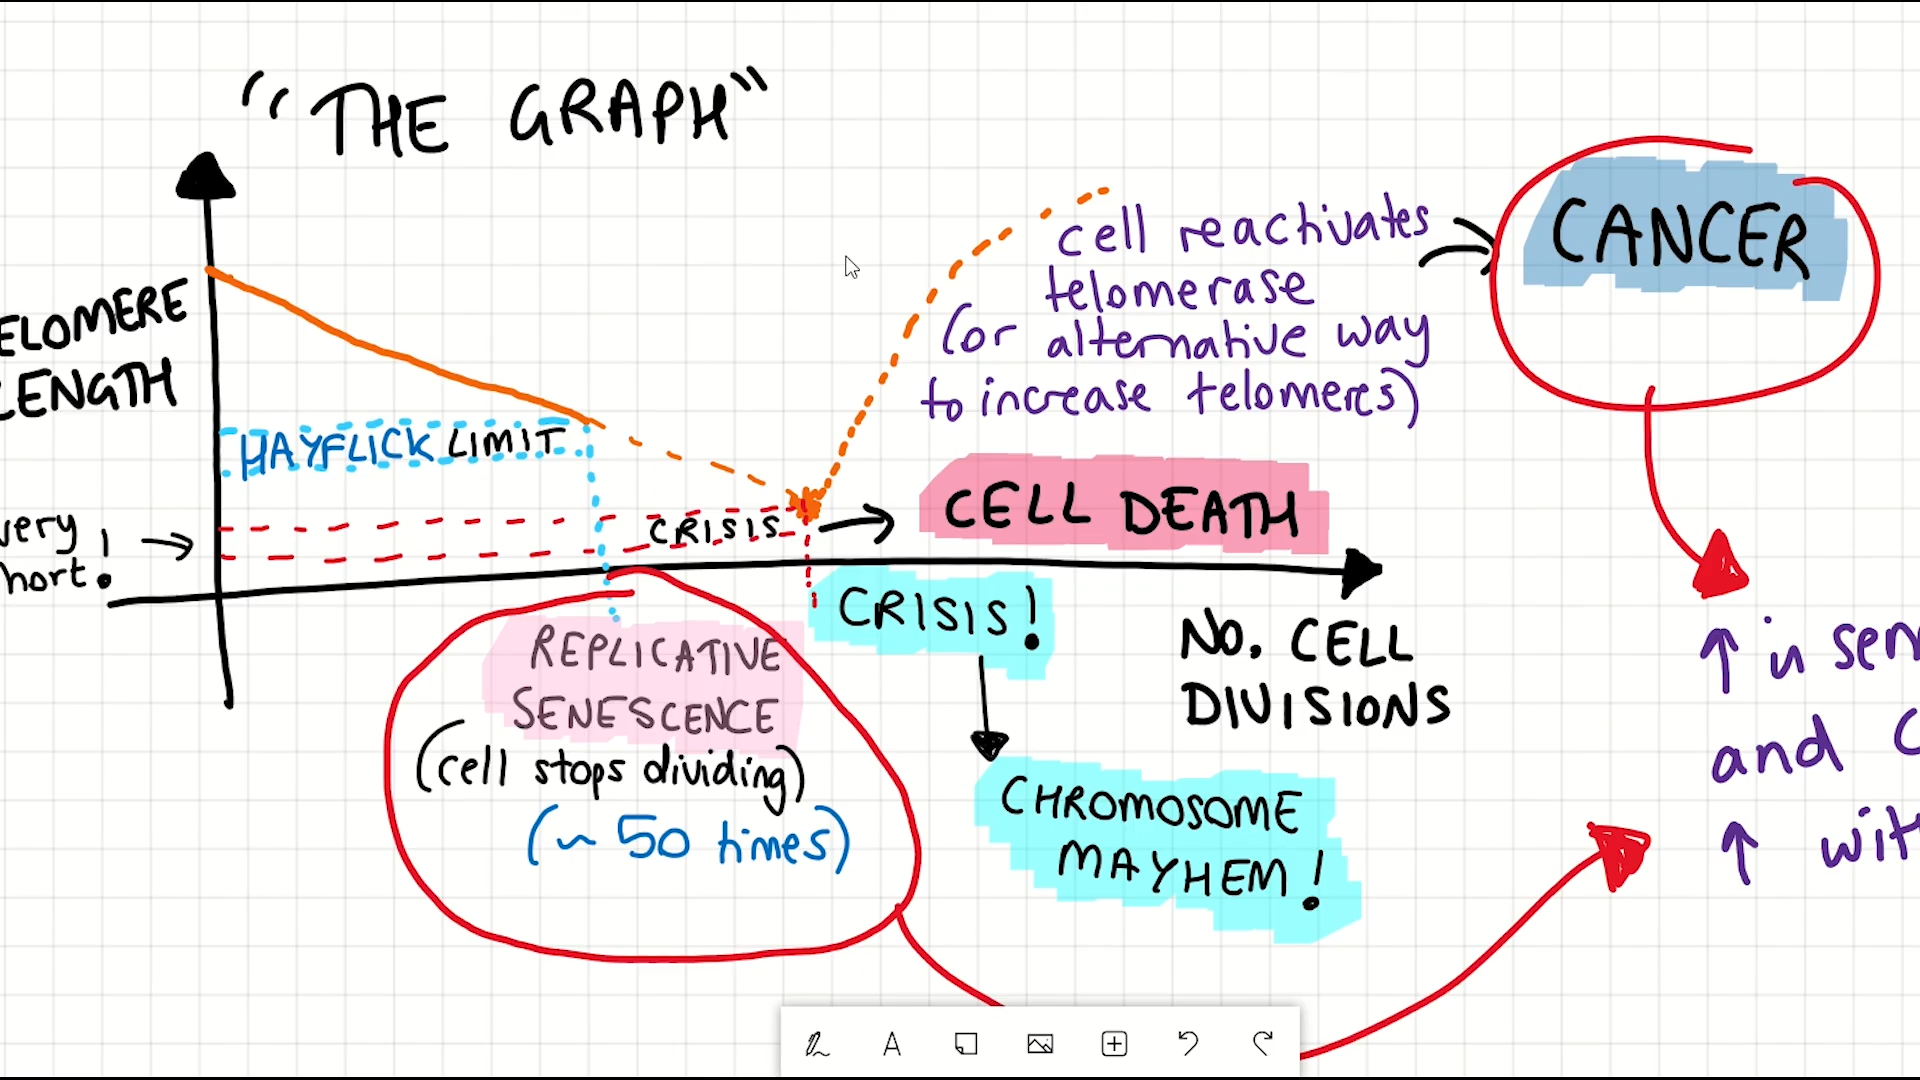 "THE GRAPH"
ELOMERE
LENGTH
HAYFLICK LIMIT
very
hort!
CRISIS
cell reactivates
telomerase
(or alternative way
to increase telomeres)
CANCER
CELL DEATH
CRISIS!
NO. CELL
DIVISIONS
REPLICATIVE
SENESCENCE
(cell stops dividing)
(~ 50 times)
CHROMOSOME
MAYHEM!
↑ in sen
and C
↑ wit
A